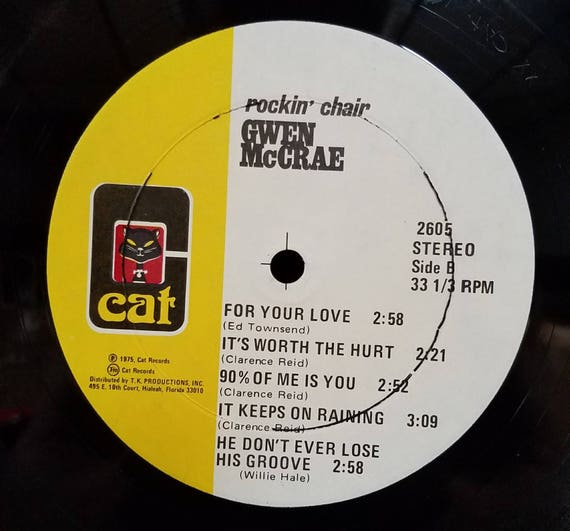 rockin' chair
GWEN
McCRAE
2605
STEREO
Side B
33 1/3 RPM
cat
FOR YOUR LOVE 2:58
(Ed Townsend)
IT'S WORTH THE HURT 2:21
(Clarence Reid)
90% OF ME IS YOU 2:52
(Clarence Reid)
IT KEEPS ON RAINING 3:09
(Clarence Reid)
HE DON'T EVER LOSE
HIS GROOVE 2:58
(Willie Hale)
Ⓟ 1975, Cat Records
Cat Records
Distributed by T. K. PRODUCTIONS, INC.
495 E. 10th Court, Hialeah, Florida 33010